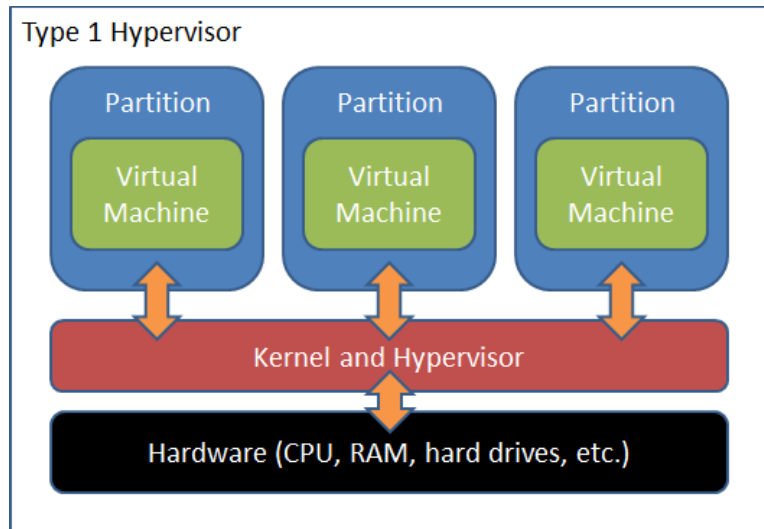 Type 1 Hypervisor
Partition
Virtual
Machine
Partition
Virtual
Machine
Partition
Virtual
Machine
Kernel and Hypervisor
Hardware (CPU, RAM, hard drives, etc.)